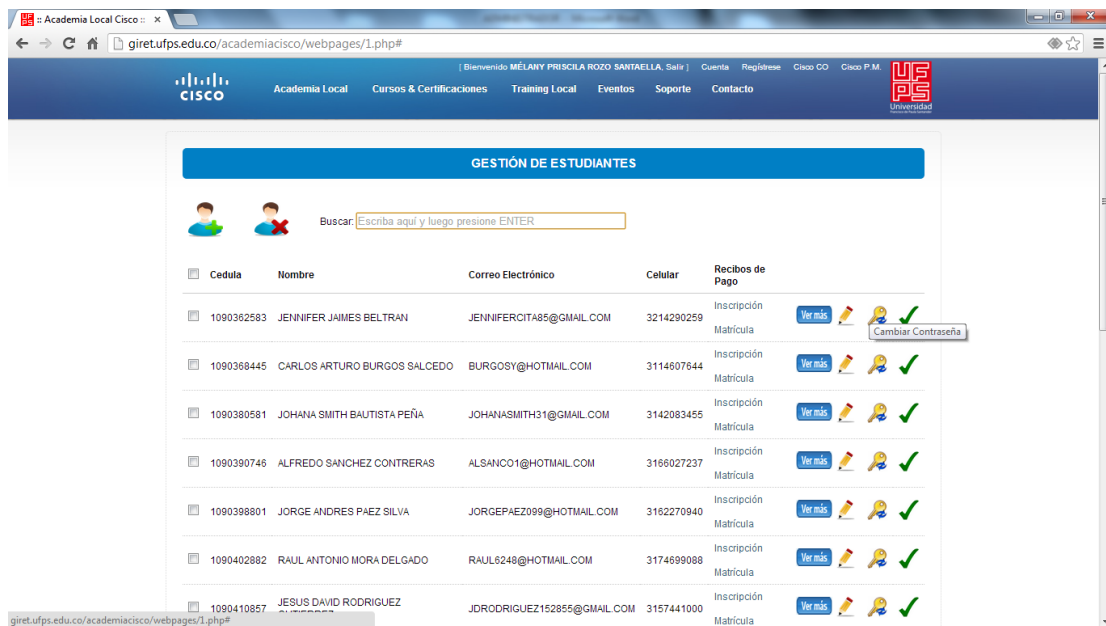 :: Academia Local Cisco ::
giret.ufps.edu.co/academiacisco/webpages/1.php#
[ Bienvenido MÉLANY PRISCILA ROZO SANTAELLA, Salir ] Cuenta Regístrese Cisco CO Cisco P.M.
CISCO
Academia Local Cursos & Certificaciones Training Local Eventos Soporte Contacto
UFPS
Universidad
GESTIÓN DE ESTUDIANTES
Buscar: Escriba aquí y luego presione ENTER
Cedula Nombre Correo Electrónico Celular Recibos de Pago
1090362583 JENNIFER JAIMES BELTRAN JENNIFERCITA85@GMAIL.COM 3214290259 Inscripción Matrícula Ver más
Cambiar Contraseña
1090368445 CARLOS ARTURO BURGOS SALCEDO BURGOSY@HOTMAIL.COM 3114607644 Inscripción Matrícula Ver más
1090380581 JOHANA SMITH BAUTISTA PEÑA JOHANASMITH31@GMAIL.COM 3142083455 Inscripción Matrícula Ver más
1090390746 ALFREDO SANCHEZ CONTRERAS ALSANCO1@HOTMAIL.COM 3166027237 Inscripción Matrícula Ver más
1090398801 JORGE ANDRES PAEZ SILVA JORGEPAEZ099@HOTMAIL.COM 3162270940 Inscripción Matrícula Ver más
1090402882 RAUL ANTONIO MORA DELGADO RAUL6248@HOTMAIL.COM 3174699088 Inscripción Matrícula Ver más
1090410857 JESUS DAVID RODRIGUEZ JDRODRIGUEZ152855@GMAIL.COM 3157441000 Inscripción Matrícula Ver más
giret.ufps.edu.co/academiacisco/webpages/1.php#